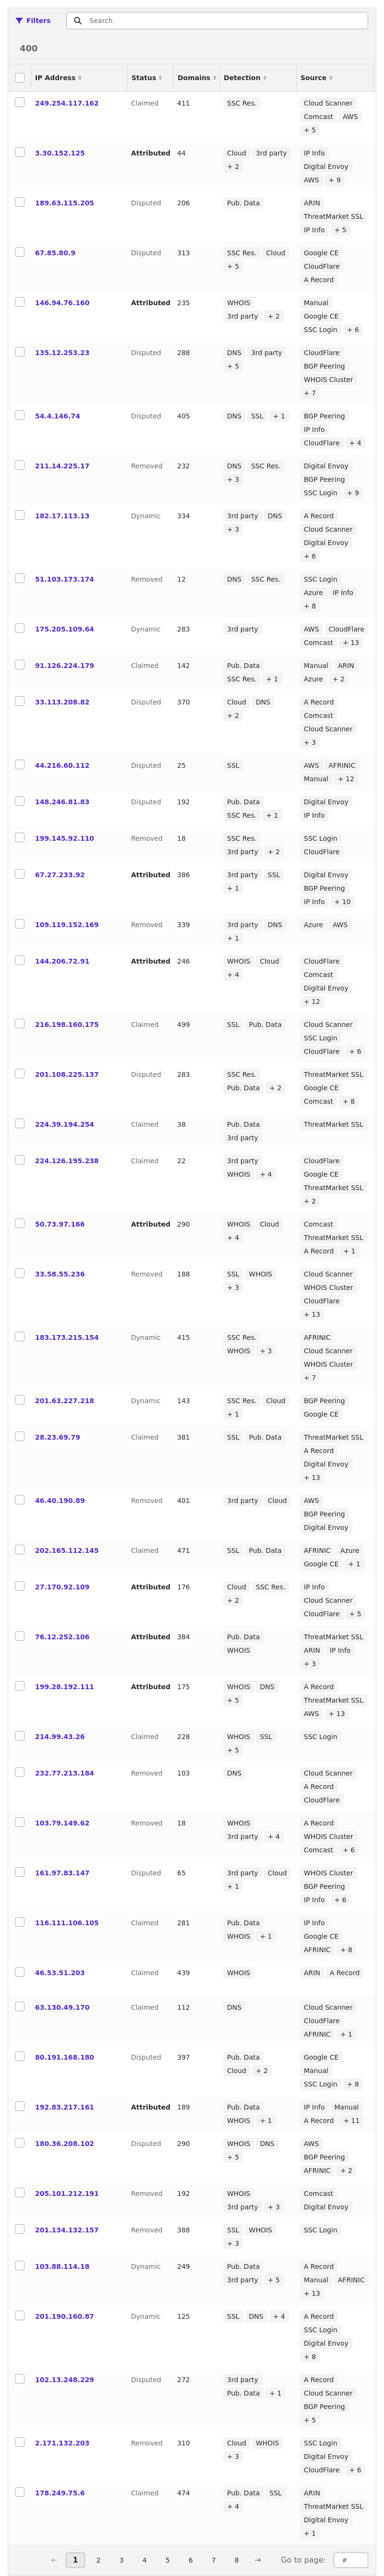 Filters Search
400
IP Address Status Domains Detection Source
249.254.117.162 Claimed 411 SSC Res. Cloud Scanner
Comcast AWS
+ 5
3.30.152.125 Attributed 44 Cloud 3rd party IP Info
+ 2 Digital Envoy
AWS + 9
189.63.115.205 Disputed 206 Pub. Data ARIN
ThreatMarket SSL
IP Info + 5
67.85.80.9 Disputed 313 SSC Res. Cloud Google CE
+ 5 CloudFlare
A Record
146.94.76.160 Attributed 235 WHOIS Manual
3rd party + 2 Google CE
SSC Login + 6
135.12.253.23 Disputed 288 DNS 3rd party CloudFlare
+ 5 BGP Peering
WHOIS Cluster
+ 7
54.4.146.74 Disputed 405 DNS SSL + 1 BGP Peering
IP Info
CloudFlare + 4
211.14.225.17 Removed 232 DNS SSC Res. Digital Envoy
+ 3 BGP Peering
SSC Login + 9
182.17.113.13 Dynamic 334 3rd party DNS A Record
+ 3 Cloud Scanner
Digital Envoy
+ 6
51.103.173.174 Removed 12 DNS SSC Res. SSC Login
Azure IP Info
+ 8
175.205.109.64 Dynamic 283 3rd party AWS CloudFlare
Comcast + 13
91.126.224.179 Claimed 142 Pub. Data Manual ARIN
SSC Res. + 1 Azure + 2
33.113.208.82 Disputed 370 Cloud DNS A Record
+ 2 Comcast
Cloud Scanner
+ 3
44.216.60.112 Disputed 25 SSL AWS AFRINIC
Manual + 12
148.246.81.83 Disputed 192 Pub. Data Digital Envoy
SSC Res. + 1 IP Info
199.145.92.110 Removed 18 SSC Res. SSC Login
3rd party + 2 CloudFlare
67.27.233.92 Attributed 386 3rd party SSL Digital Envoy
+ 1 BGP Peering
IP Info + 10
109.119.152.169 Removed 339 3rd party DNS Azure AWS
+ 1
144.206.72.91 Attributed 246 WHOIS Cloud CloudFlare
+ 4 Comcast
Digital Envoy
+ 12
216.198.160.175 Claimed 499 SSL Pub. Data Cloud Scanner
SSC Login
CloudFlare + 6
201.108.225.137 Disputed 283 SSC Res. ThreatMarket SSL
Pub. Data + 2 Google CE
Comcast + 8
224.39.194.254 Claimed 38 Pub. Data ThreatMarket SSL
3rd party
224.126.195.238 Claimed 22 3rd party CloudFlare
WHOIS + 4 Google CE
ThreatMarket SSL
+ 2
50.73.97.166 Attributed 290 WHOIS Cloud Comcast
+ 4 ThreatMarket SSL
A Record + 1
33.58.55.236 Removed 188 SSL WHOIS Cloud Scanner
+ 3 WHOIS Cluster
CloudFlare
+ 13
183.173.215.154 Dynamic 415 SSC Res. AFRINIC
WHOIS + 3 Cloud Scanner
WHOIS Cluster
+ 7
201.63.227.218 Dynamic 143 SSC Res. Cloud BGP Peering
+ 1 Google CE
28.23.69.79 Claimed 381 SSL Pub. Data ThreatMarket SSL
A Record
Digital Envoy
+ 13
46.40.190.89 Removed 401 3rd party Cloud AWS
BGP Peering
Digital Envoy
202.165.112.145 Claimed 471 SSL Pub. Data AFRINIC Azure
Google CE + 1
27.170.92.109 Attributed 176 Cloud SSC Res. IP Info
+ 2 Cloud Scanner
CloudFlare + 5
76.12.252.106 Attributed 384 Pub. Data ThreatMarket SSL
WHOIS ARIN IP Info
+ 3
199.28.192.111 Attributed 175 WHOIS DNS A Record
+ 5 ThreatMarket SSL
AWS + 13
214.99.43.26 Claimed 228 WHOIS SSL SSC Login
+ 5
232.77.213.184 Removed 103 DNS Cloud Scanner
A Record
CloudFlare
103.79.149.62 Removed 18 WHOIS A Record
3rd party + 4 WHOIS Cluster
Comcast + 6
161.97.83.147 Disputed 65 3rd party Cloud WHOIS Cluster
+ 1 BGP Peering
IP Info + 6
116.111.106.105 Claimed 281 Pub. Data IP Info
WHOIS + 1 Google CE
AFRINIC + 8
46.53.51.203 Claimed 439 WHOIS ARIN A Record
63.130.49.170 Claimed 112 DNS Cloud Scanner
CloudFlare
AFRINIC + 1
80.191.168.180 Disputed 397 Pub. Data Google CE
Cloud + 2 Manual
SSC Login + 8
192.83.217.161 Attributed 189 Pub. Data IP Info Manual
WHOIS + 1 A Record + 11
180.36.208.102 Disputed 290 WHOIS DNS AWS
+ 5 BGP Peering
AFRINIC + 2
205.101.212.191 Removed 192 WHOIS Comcast
3rd party + 3 Digital Envoy
201.134.132.157 Removed 388 SSL WHOIS SSC Login
+ 3
103.88.114.18 Dynamic 249 Pub. Data A Record
3rd party + 5 Manual AFRINIC
+ 13
201.190.160.87 Dynamic 125 SSL DNS + 4 A Record
SSC Login
Digital Envoy
+ 8
102.13.248.229 Disputed 272 3rd party A Record
Pub. Data + 1 Cloud Scanner
BGP Peering
+ 5
2.171.132.203 Removed 310 Cloud WHOIS SSC Login
+ 3 Digital Envoy
CloudFlare + 6
178.249.75.6 Claimed 474 Pub. Data SSL ARIN
+ 4 ThreatMarket SSL
Digital Envoy
+ 1
← 1 2 3 4 5 6 7 8 → Go to page: #